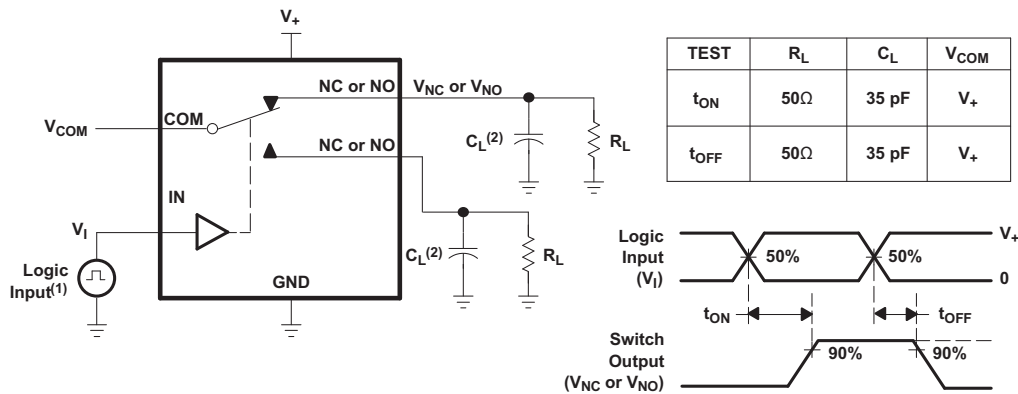 V+
NC or NO
VNC or VNO
COM
VCOM
CL(2)
RL
NC or NO
IN
VI
CL(2)
RL
Logic
Input(1)
GND
TEST RL CL VCOM
tON 50Ω 35 pF V+
tOFF 50Ω 35 pF V+
Logic
Input
(VI)
50%
50%
V+
0
tON
tOFF
Switch
Output
(VNC or VNO)
90%
90%